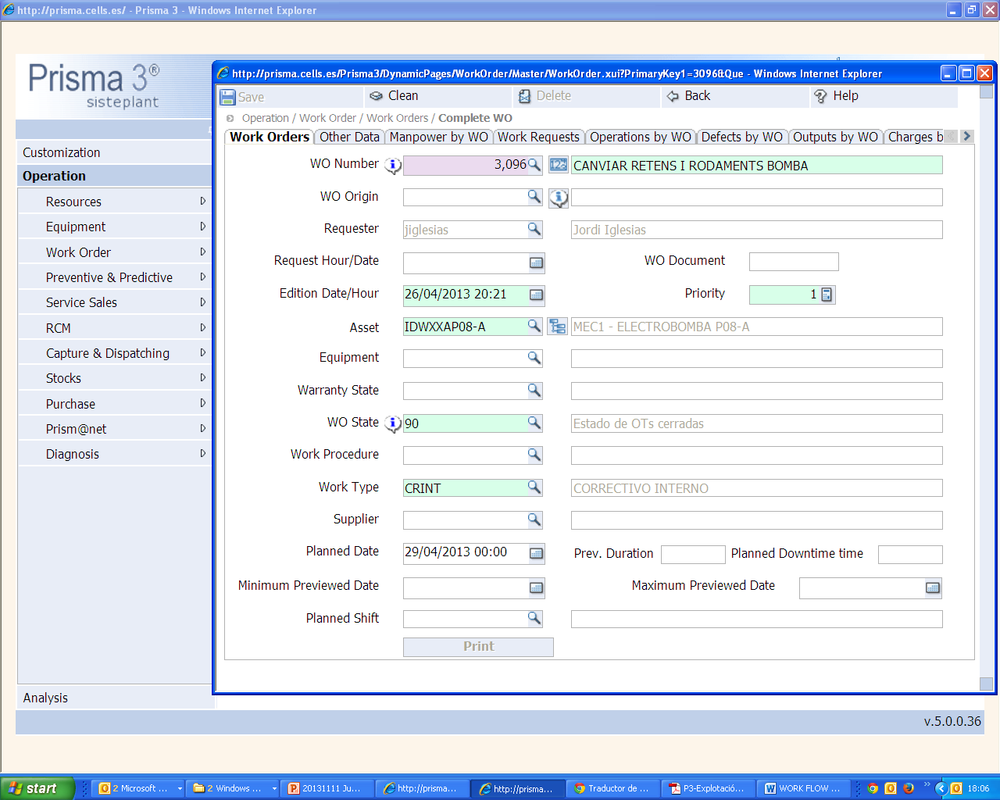 http://prisma.cells.es/ - Prisma 3 - Windows Internet Explorer
Prisma 3®
sisteplant
http://prisma.cells.es/Prisma3/DynamicPages/WorkOrder/Master/WorkOrder.xui?PrimaryKey1=3096&Que - Windows Internet Explorer
Save Clean Delete Back Help
Operation / Work Order / Work Orders / Complete WO
Work Orders Other Data Manpower by WO Work Requests Operations by WO Defects by WO Outputs by WO Charges b
Customization
Operation
Resources
Equipment
Work Order
Preventive & Predictive
Service Sales
RCM
Capture & Dispatching
Stocks
Purchase
Prism@net
Diagnosis
Analysis
WO Number 3,096 123 CANVIAR RETENS I RODAMENTS BOMBA
WO Origin
Requester jiglesias Jordi Iglesias
Request Hour/Date WO Document
Edition Date/Hour 26/04/2013 20:21 Priority 1
Asset IDWXXAP08-A MEC1 - ELECTROBOMBA P08-A
Equipment
Warranty State
WO State 90 Estado de OTs cerradas
Work Procedure
Work Type CRINT CORRECTIVO INTERNO
Supplier
Planned Date 29/04/2013 00:00 Prev. Duration Planned Downtime time
Minimum Previewed Date Maximum Previewed Date
Planned Shift
Print
v.5.0.0.36
start 2 Microsoft ... 2 Windows ... 20131111 Ju... http://prisma... http://prisma... Traductor de ... P3-Explotació... WORK FLOW 18:06